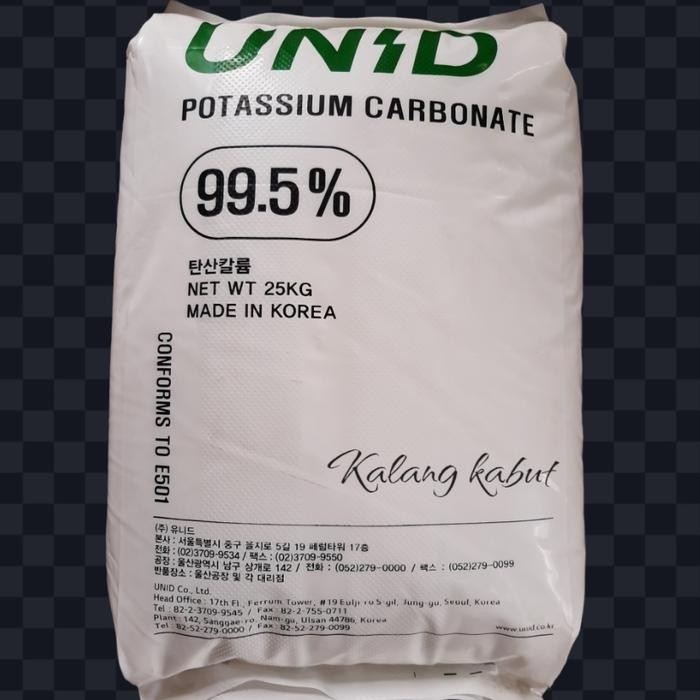 UNID
POTASSIUM CARBONATE
99.5%
탄산칼륨
NET WT 25KG
MADE IN KOREA
CONFORMS TO E501
Kalang kabut
(주) 유니드
본사 : 서울특별시 중구 을지로 5길 19 페럼타워 17층
전화 : (02)3709-9534 / 팩스 : (02)3709-9550
공장 : 울산광역시 남구 상개로 142 / 전화 : (052)279-0000 / 팩스 : (052)279-0099
반품장소 : 울산공장 및 각 대리점
UNID Co., Ltd.
Head Office : 17th Fl., Ferrum Tower, #19 Eulji-ro 5-gil, Jung-gu, Seoul, Korea
Tel : 82-2-3709-9545 / Fax : 82-2-755-0711
Plant : 142, Sanggae-ro, Nam-gu, Ulsan 44786, Korea
Tel : 82-52-279-0000 / Fax : 82-52-279-0099
www.unid.co.kr